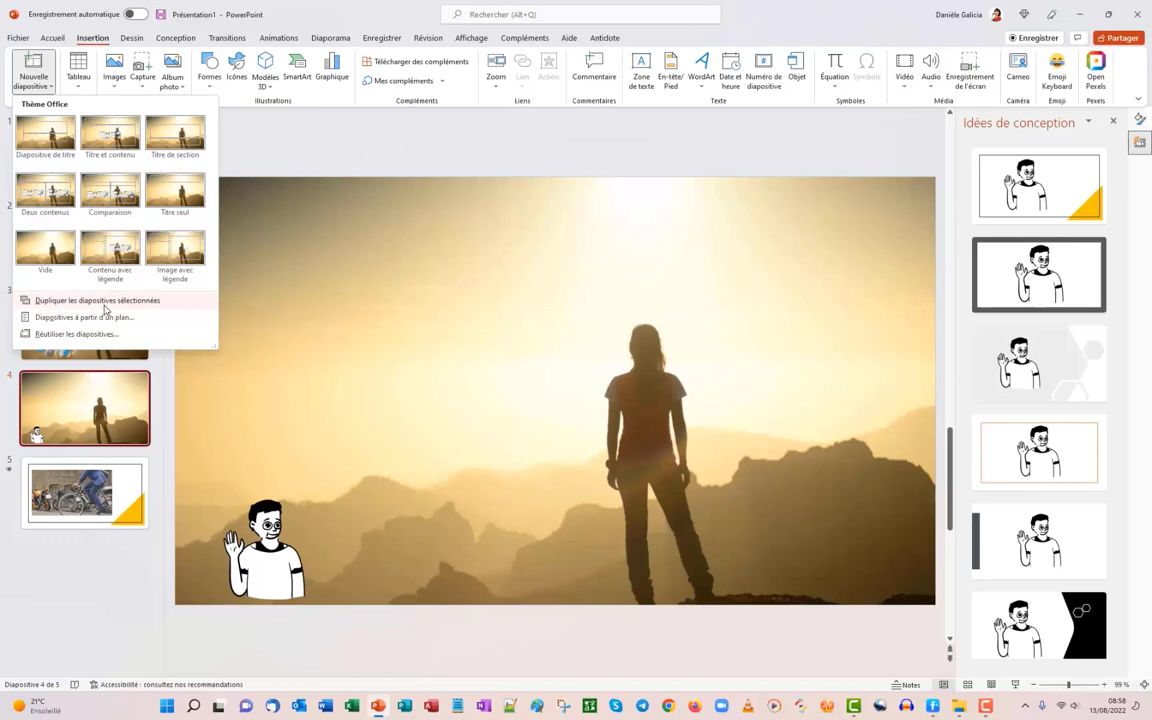 Enregistrement automatique
Présentation1 - PowerPoint
Rechercher (Alt+Q)
Danièle Galicia
Fichier Accueil Insertion Dessin Conception Transitions Animations Diaporama Enregistrer Révision Affichage Compléments Aide Antidote
Enregistrer
Partager
Nouvelle diapositive
Tableau
Images
Capture
Album photo
Formes
Icônes
Modèles 3D
SmartArt
Graphique
Télécharger des compléments
Mes compléments
Zoom
Lien
Action
Commentaire
Zone de texte
En-tête/Pied
WordArt
Date et heure
Numéro de diapositive
Objet
Équation
Symboles
Vidéo
Audio
Enregistrement de l'écran
Cameo
Emoji Keyboard
Open Pexels
Illustrations
Compléments
Liens
Commentaires
Texte
Symboles
Média
Caméra
Emoji
Pexels
Thème Office
Diapositive de titre
Titre et contenu
Titre de section
Deux contenus
Comparaison
Titre seul
Vide
Contenu avec légende
Image avec légende
Dupliquer les diapositives sélectionnées
Diapositives à partir d'un plan...
Réutiliser les diapositives...
1
2
3
4
5
Idées de conception
Diapositive 4 de 5
Accessibilité : consultez nos recommandations
Notes
99 %
21°C
Ensoleillé
08:58
13/08/2022